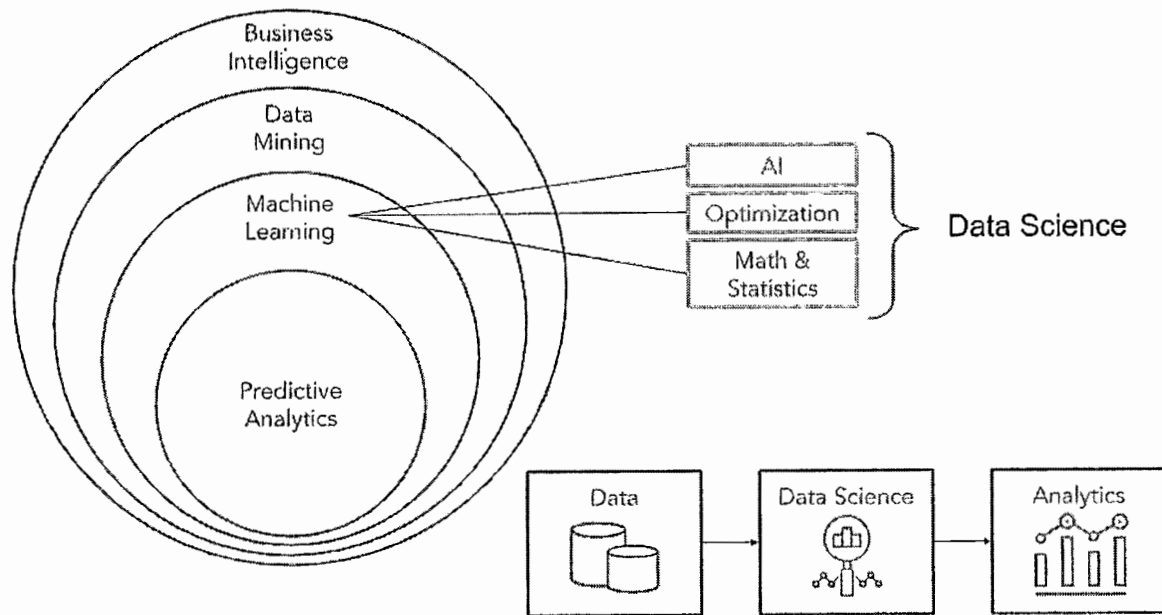 Business
Intelligence
Data
Mining
Machine
Learning
Predictive
Analytics
AI
Optimization
Math &
Statistics
Data Science
Data
Data Science
Analytics